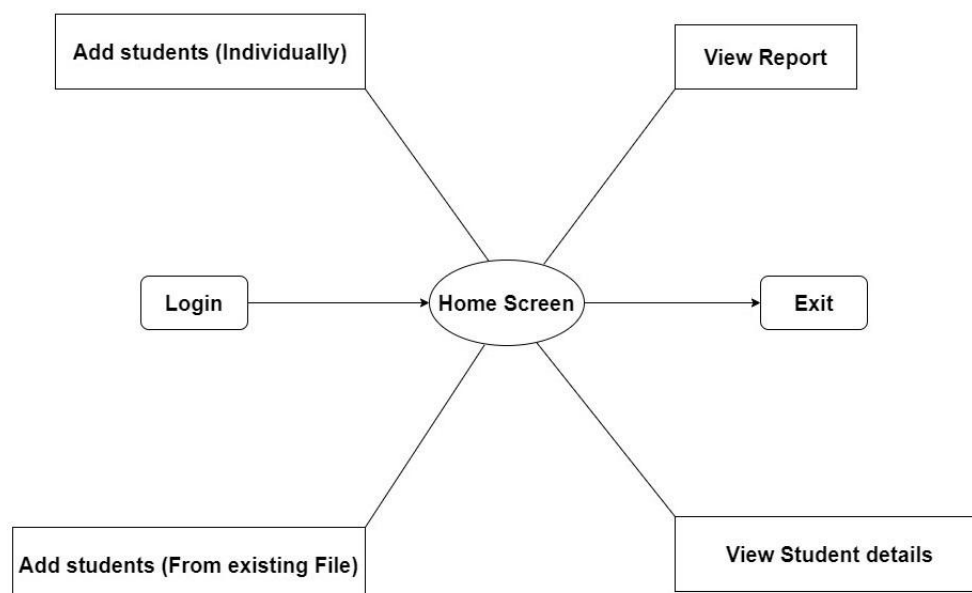 Add students (Individually)
View Report
Login
Home Screen
Exit
Add students (From existing File)
View Student details